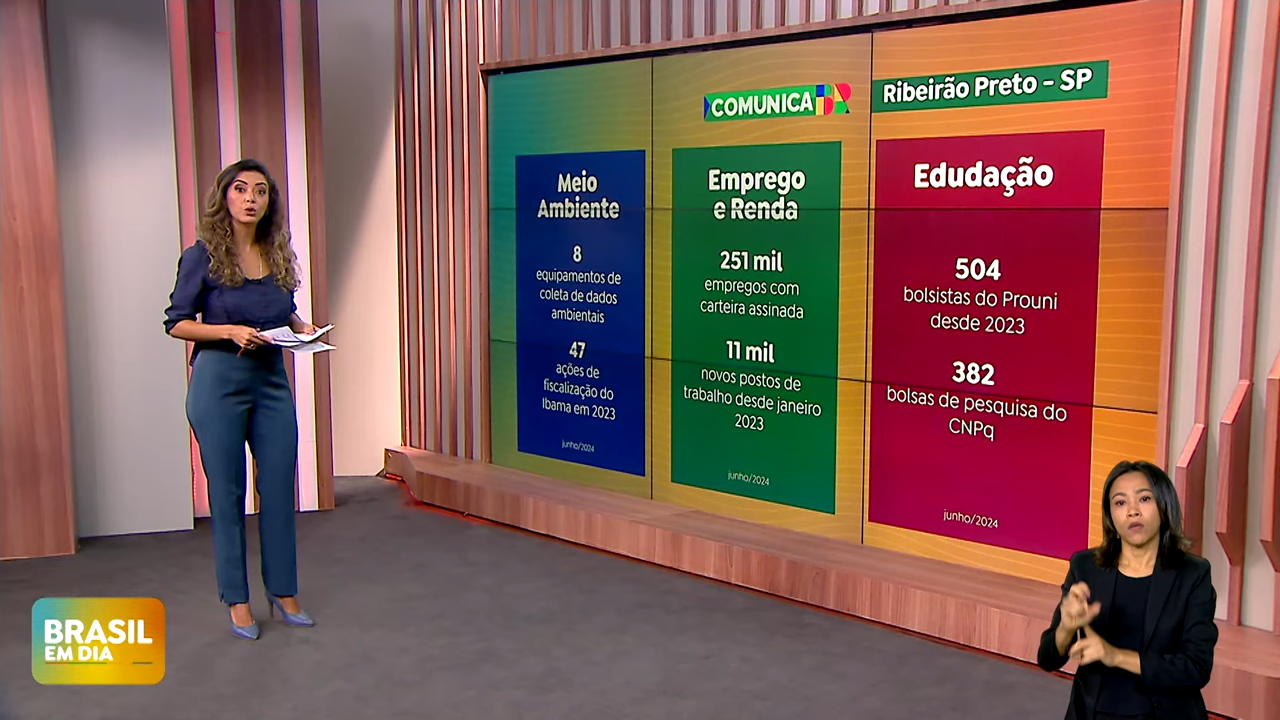 COMUNICABR
Ribeirão Preto - SP
Meio
Ambiente
8
equipamentos de
coleta de dados
ambientais
47
ações de
fiscalização do
Ibama em 2023
junho/2024
Emprego
e Renda
251 mil
empregos com
carteira assinada
11 mil
novos postos de
trabalho desde janeiro
2023
junho/2024
Edudação
504
bolsistas do Prouni
desde 2023
382
bolsas de pesquisa do
CNPq
junho/2024
BRASIL
EM DIA